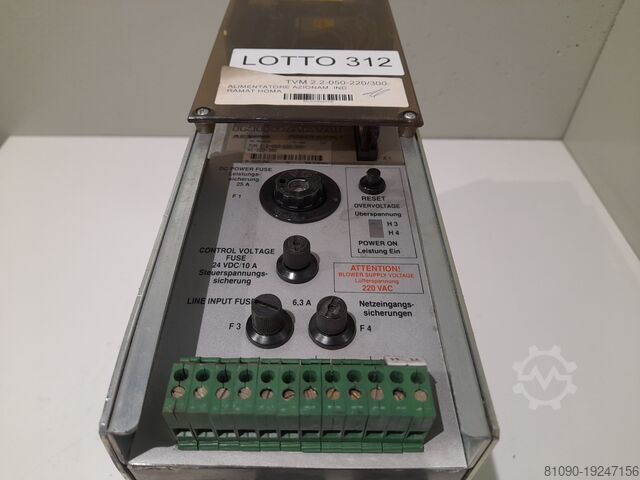 LOTTO 312
TVM 2.2-050-220/300-
ALIMENTATORE AZIONAM. IND
RAMAT HOMA
DC POWER FUSE
Leistungs-
sicherung
25 A
F 1
X 1
RESET
OVERVOLTAGE
Überspannung
H 3
H 4
POWER ON
Leistung Ein
CONTROL VOLTAGE
FUSE
24 VDC/10 A
Steuerspannungs-
sicherung
ATTENTION!
BLOWER SUPPLY VOLTAGE
Lüfterspannung
220 VAC
LINE INPUT FUSE 6,3 A Netzeingangs-
sicherungen
F 3
F 4
81090-19247156